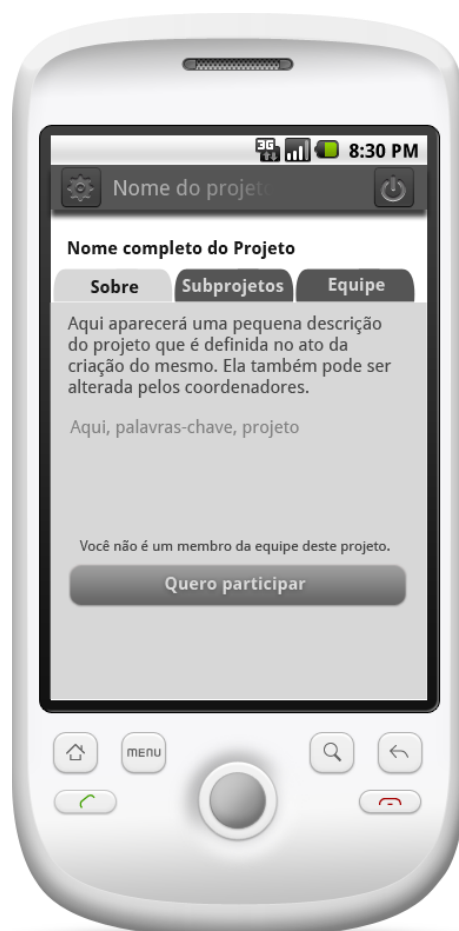 3G
8:30 PM
Nome do projeto
Nome completo do Projeto
Sobre
Subprojetos
Equipe
Aqui aparecerá uma pequena descrição
do projeto que é definida no ato da
criação do mesmo. Ela também pode ser
alterada pelos coordenadores.
Aqui, palavras-chave, projeto
Você não é um membro da equipe deste projeto.
Quero participar
MENU